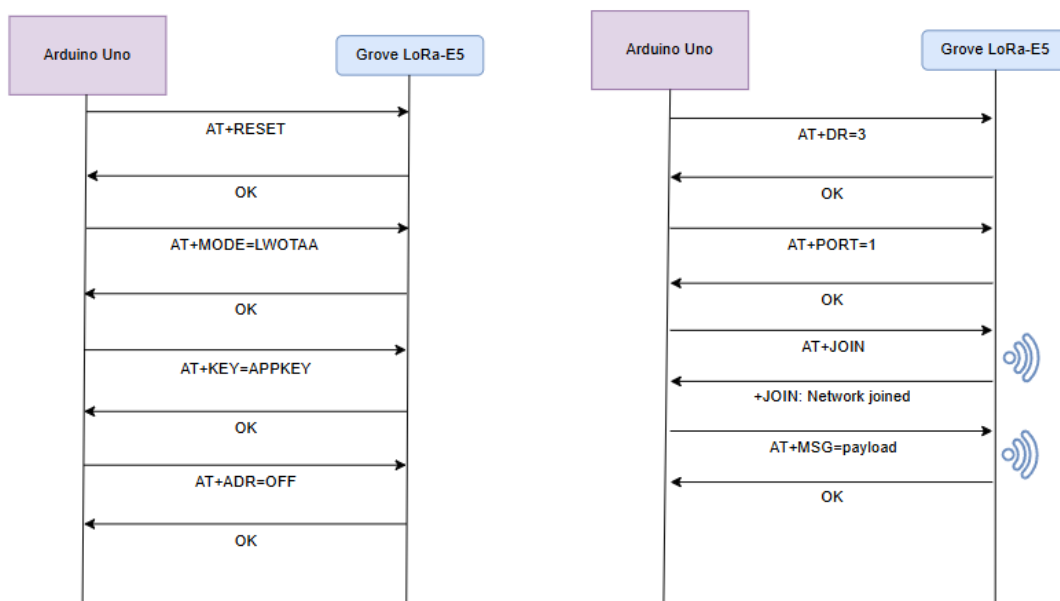 Arduino Uno
Grove LoRa-E5
AT+RESET
OK
AT+MODE=LWOTAA
OK
AT+KEY=APPKEY
OK
AT+ADR=OFF
OK
Arduino Uno
Grove LoRa-E5
AT+DR=3
OK
AT+PORT=1
OK
AT+JOIN
+JOIN: Network joined
AT+MSG=payload
OK